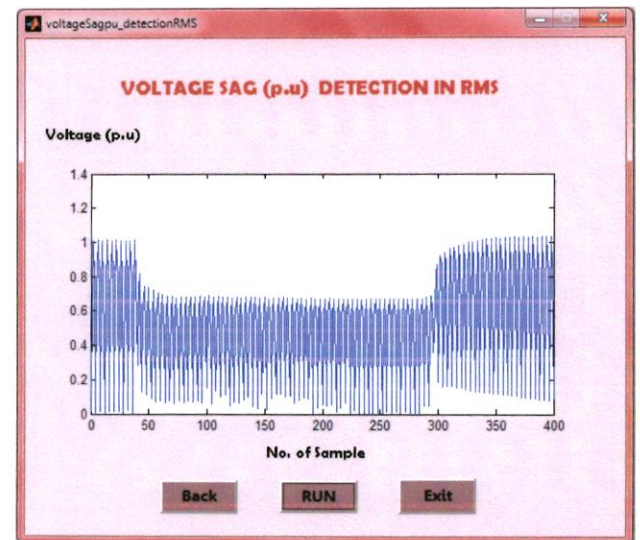 voltageSagpu_detectionRMS
VOLTAGE SAG (p.u) DETECTION IN RMS
Voltage (p.u)
1.4
1.2
1
0.8
0.6
0.4
0.2
0
0 50 100 150 200 250 300 350 400
No. of Sample
Back RUN Exit